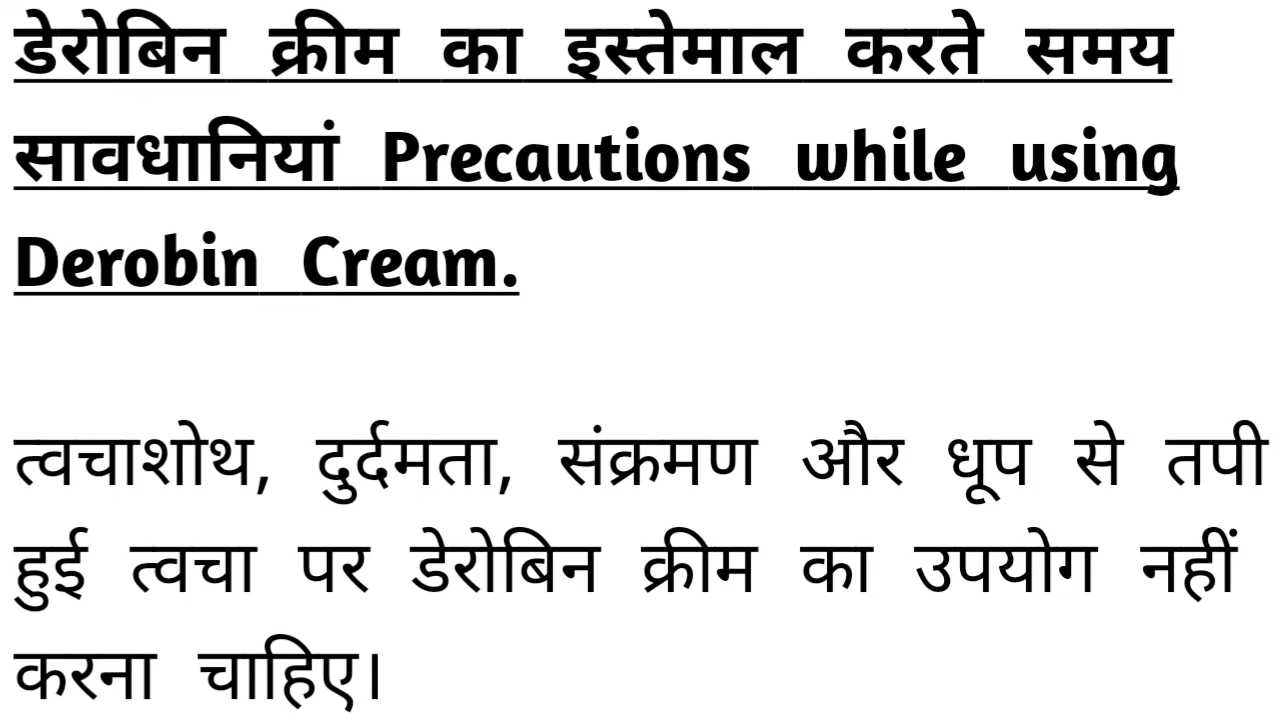 डेरोबिन क्रीम का इस्तेमाल करते समय
सावधानियां Precautions while using
Derobin Cream.
त्वचाशोथ, दुर्दमता, संक्रमण और धूप से तपी
हुई त्वचा पर डेरोबिन क्रीम का उपयोग नहीं
करना चाहिए।